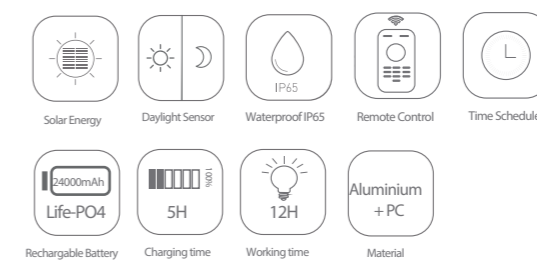 IP65
Solar Energy
Daylight Sensor
Waterproof IP65
Remote Control
Time Schedule
24000mAh
Life-PO4
100%
5H
12H
Aluminium
+ PC
Rechargable Battery
Charging time
Working time
Material